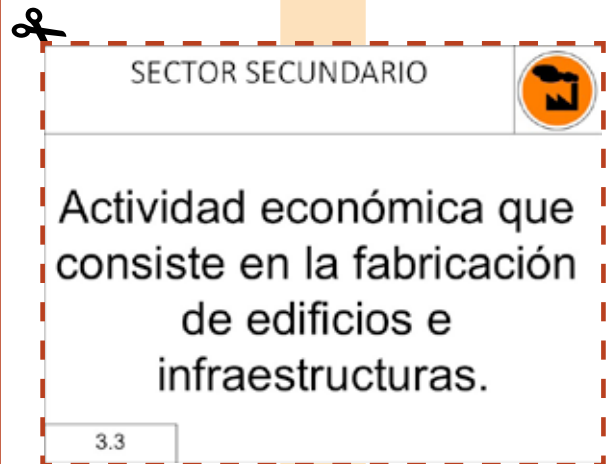 SECTOR SECUNDARIO
Actividad económica que
consiste en la fabricación
de edificios e
infraestructuras.
3.3